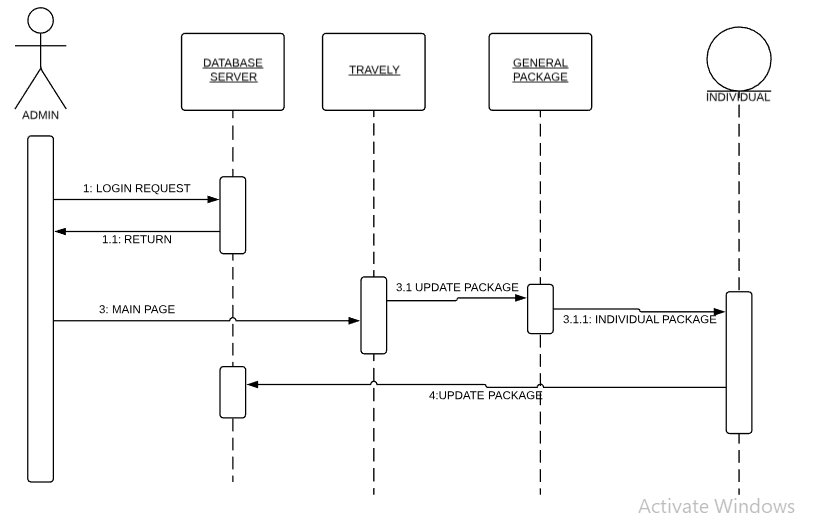 DATABASE
SERVER
TRAVELY
GENERAL
PACKAGE
INDIVIDUAL
ADMIN
1: LOGIN REQUEST
1.1: RETURN
3.1 UPDATE PACKAGE
3: MAIN PAGE
3.1.1: INDIVIDUAL PACKAGE
4:UPDATE PACKAGE
Activate Windows